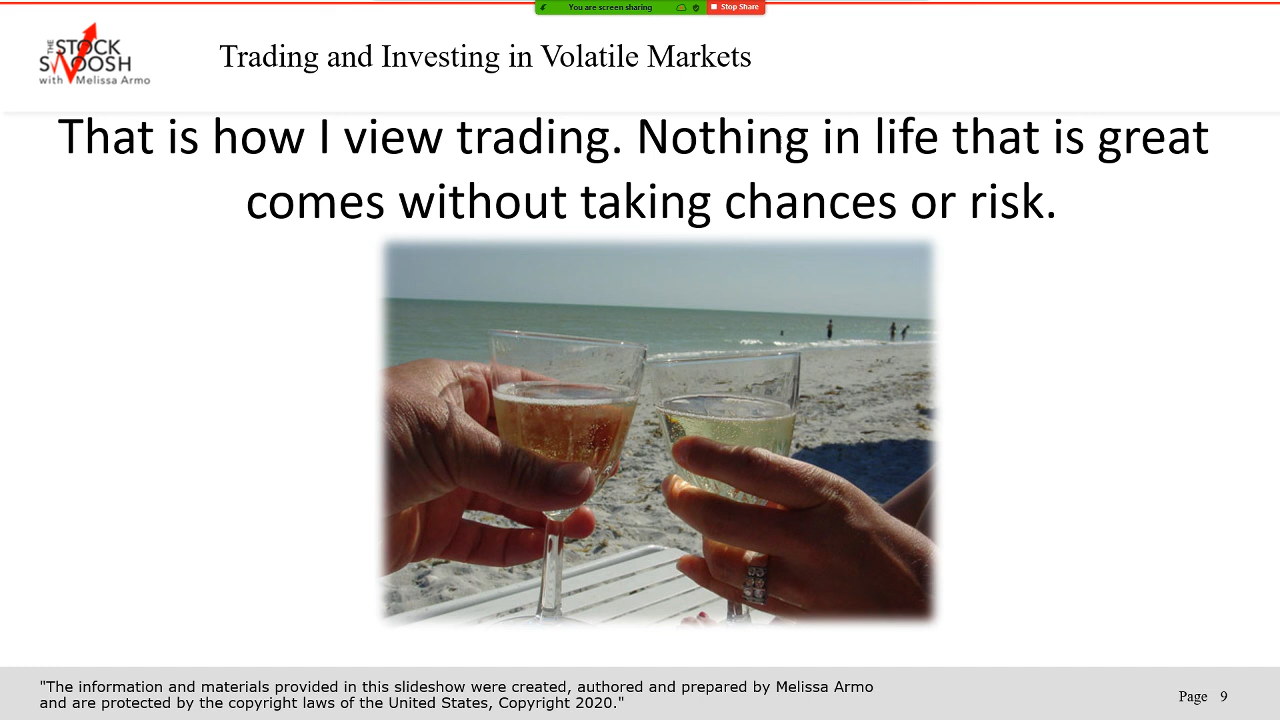 You are screen sharing
Stop Share
THE STOCK
SWOOSH
with Melissa Armo
Trading and Investing in Volatile Markets
That is how I view trading. Nothing in life that is great
comes without taking chances or risk.
"The information and materials provided in this slideshow were created, authored and prepared by Melissa Armo
and are protected by the copyright laws of the United States, Copyright 2020."
Page 9